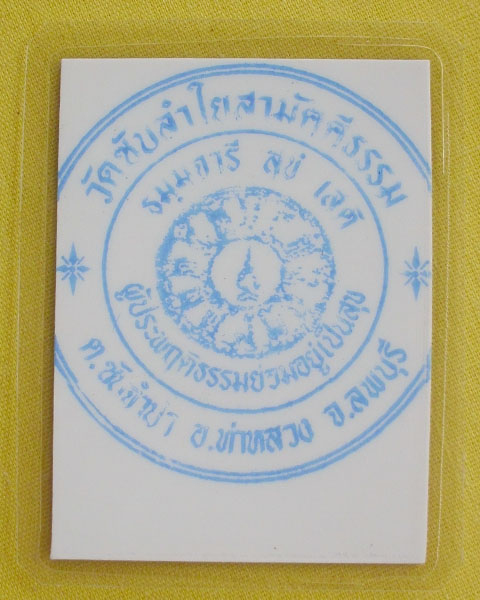 วัดซับลำใยสามัคคีธรรม
ธมฺมจารี สุขํ เสติ
ผู้ประพฤติธรรมย่อมอยู่เป็นสุข
ต.ซับจำปา อ.ท่าหลวง จ.ลพบุรี